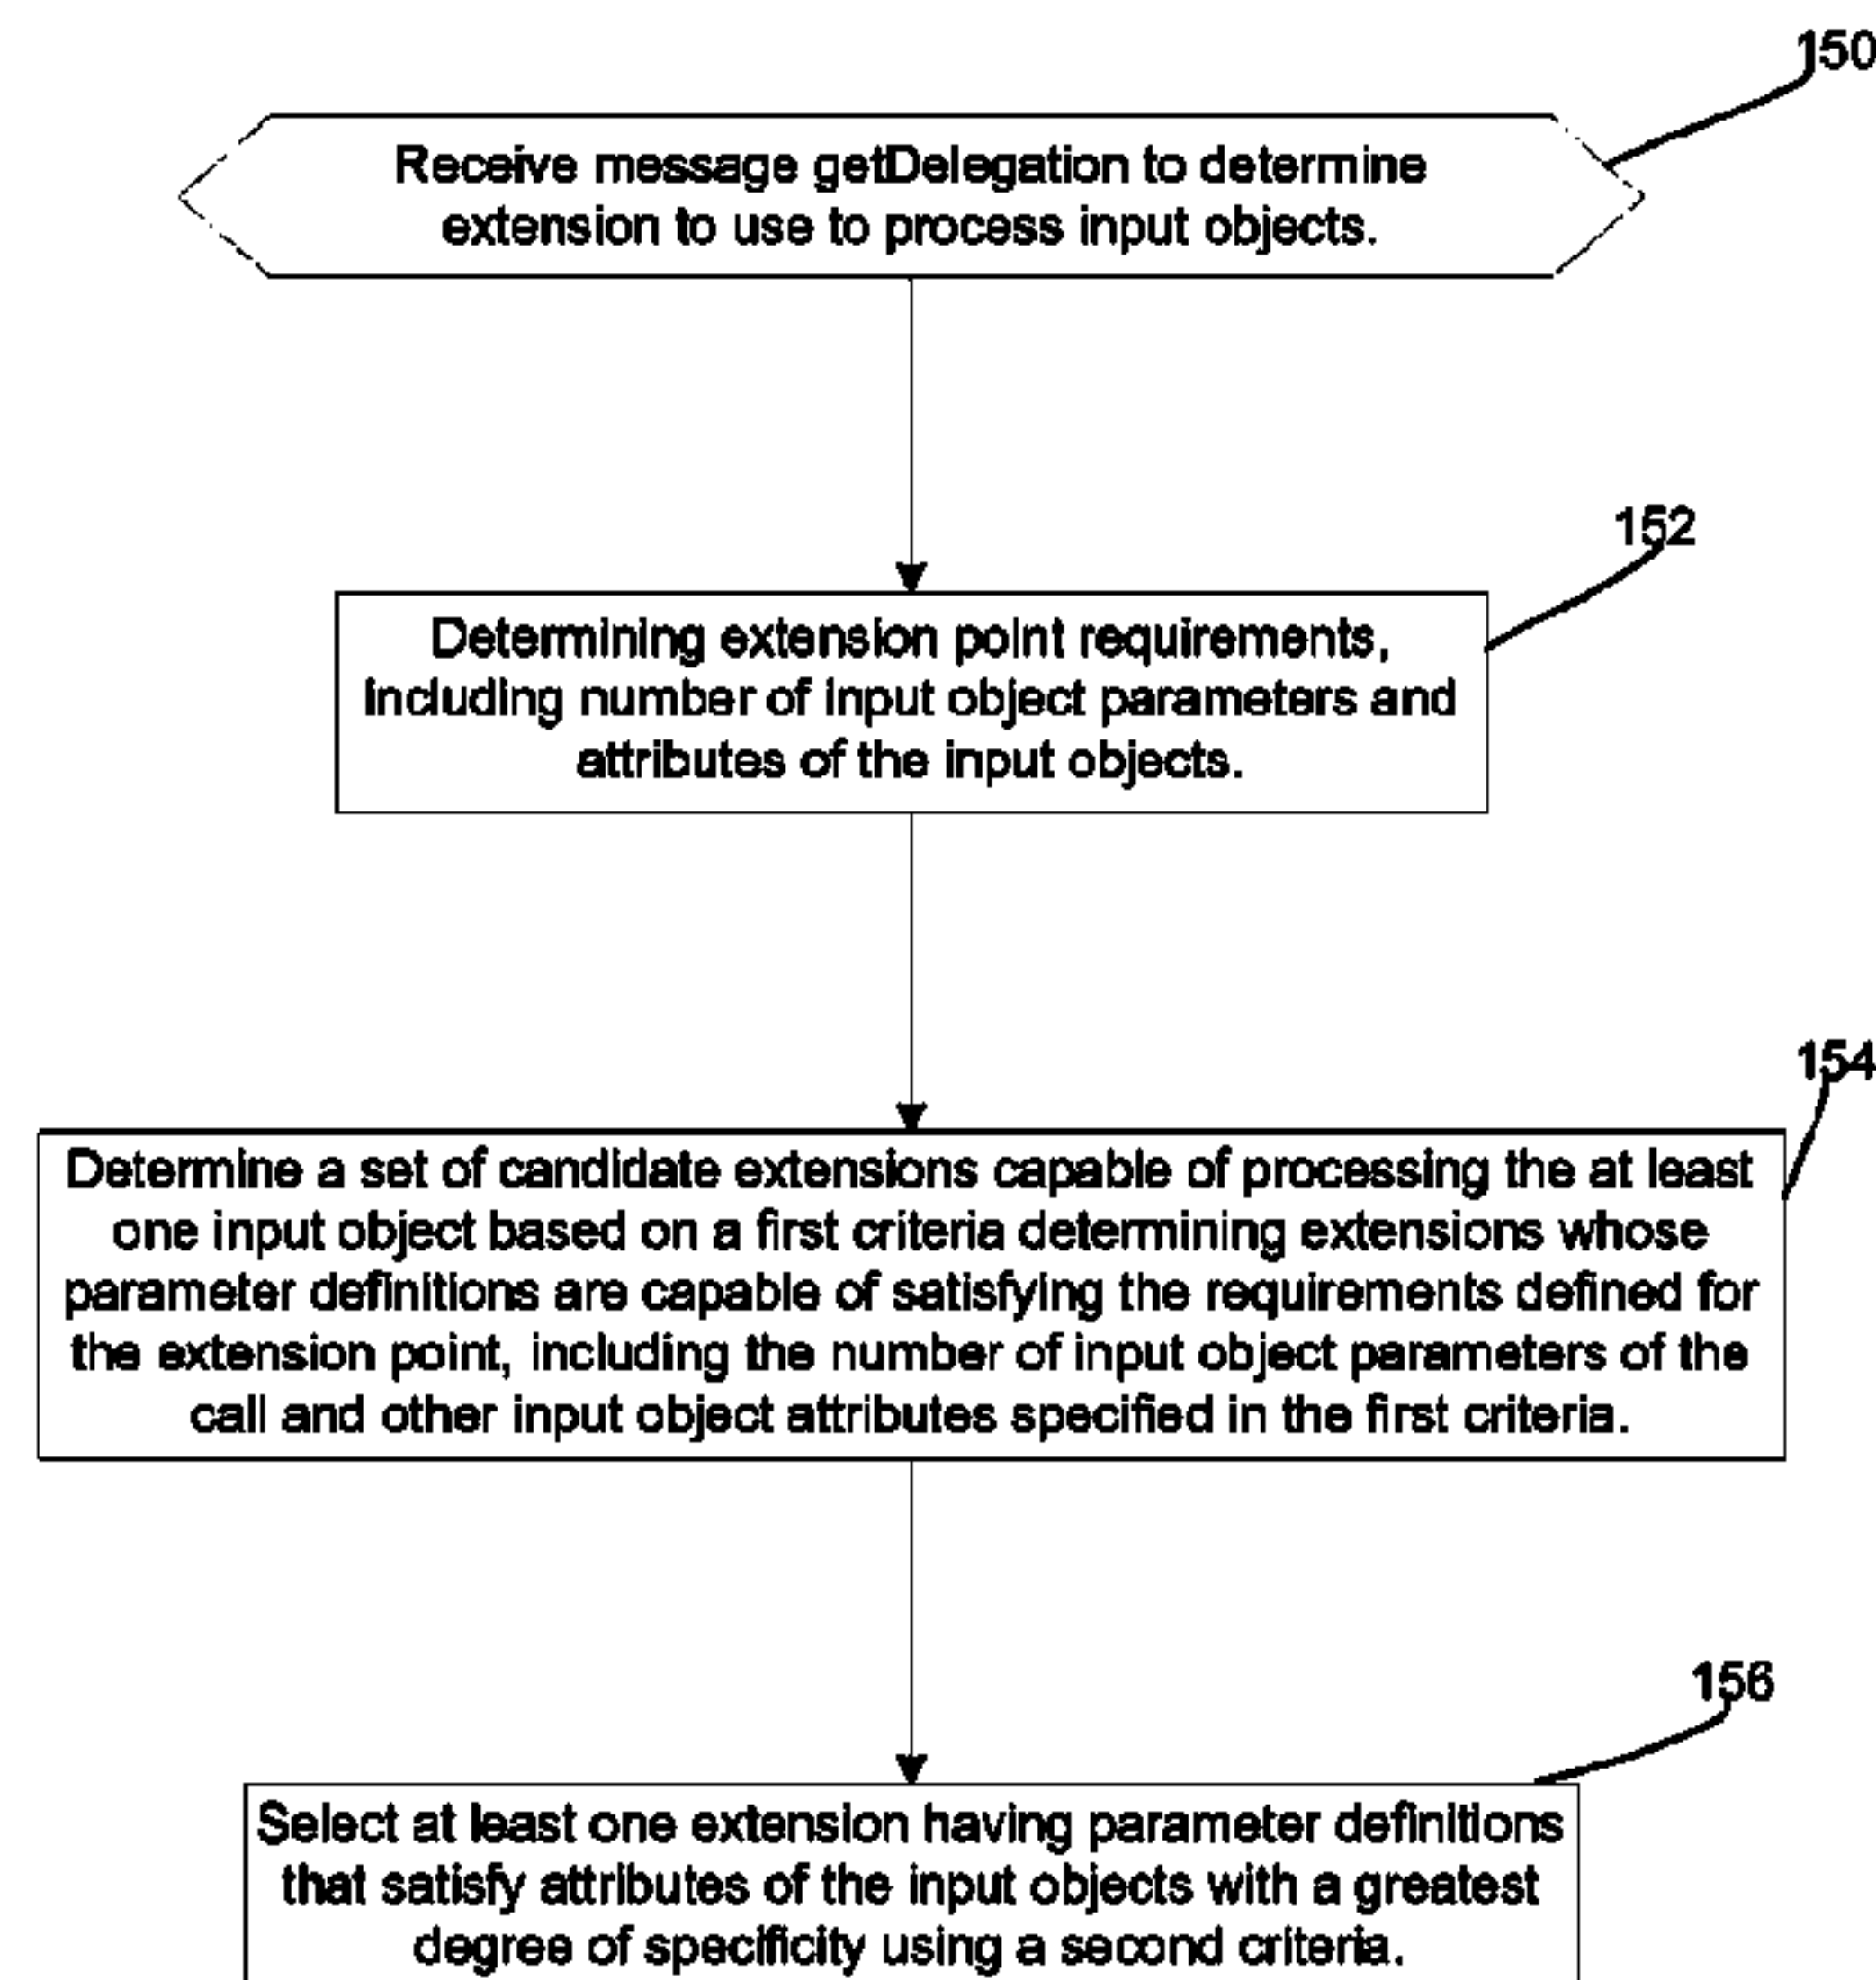 150
Receive message getDelegation to determine
extension to use to process input objects.
152
Determining extension point requirements,
including number of input object parameters and
attributes of the input objects.
154
Determine a set of candidate extensions capable of processing the at least
one input object based on a first criteria determining extensions whose
parameter definitions are capable of satisfying the requirements defined for
the extension point, including the number of input object parameters of the
call and other input object attributes specified in the first criteria.
156
Select at least one extension having parameter definitions
that satisfy attributes of the input objects with a greatest
degree of specificity using a second criteria.